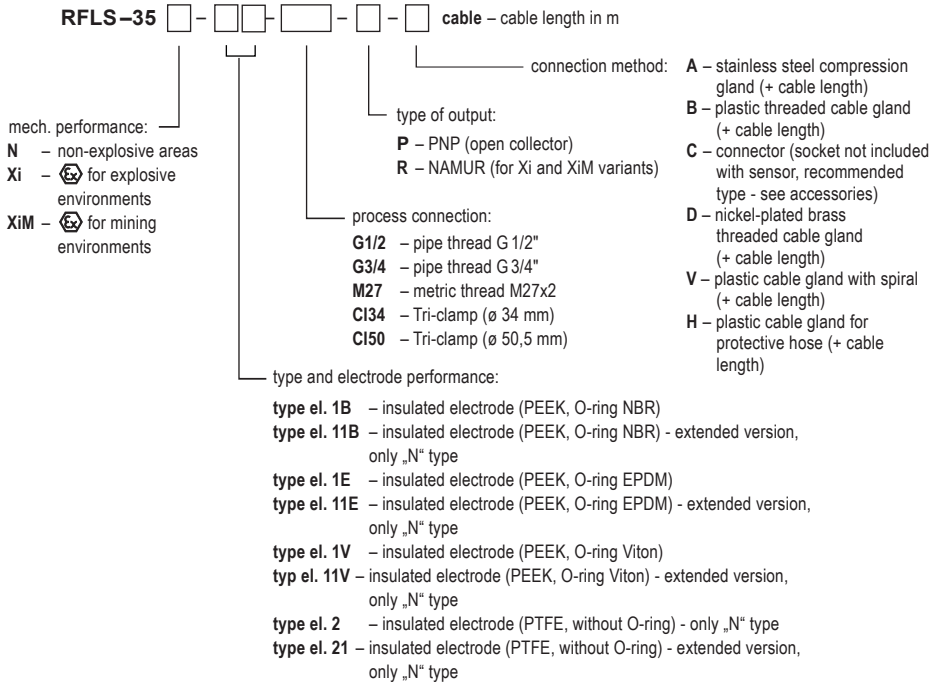 RFLS–35 – – – – cable – cable length in m
mech. performance:
N – non-explosive areas
Xi – Ex for explosive
environments
XiM – Ex for mining
environments
connection method:
A – stainless steel compression
gland (+ cable length)
B – plastic threaded cable gland
(+ cable length)
C – connector (socket not included
with sensor, recommended
type - see accessories)
D – nickel-plated brass
threaded cable gland
(+ cable length)
V – plastic cable gland with spiral
(+ cable length)
H – plastic cable gland for
protective hose (+ cable
length)
type of output:
P – PNP (open collector)
R – NAMUR (for Xi and XiM variants)
process connection:
G1/2 – pipe thread G 1/2"
G3/4 – pipe thread G 3/4"
M27 – metric thread M27x2
Cl34 – Tri-clamp (ø 34 mm)
Cl50 – Tri-clamp (ø 50,5 mm)
type and electrode performance:
type el. 1B – insulated electrode (PEEK, O-ring NBR)
type el. 11B – insulated electrode (PEEK, O-ring NBR) - extended version,
only „N“ type
type el. 1E – insulated electrode (PEEK, O-ring EPDM)
type el. 11E – insulated electrode (PEEK, O-ring EPDM) - extended version,
only „N“ type
type el. 1V – insulated electrode (PEEK, O-ring Viton)
typ el. 11V – insulated electrode (PEEK, O-ring Viton) - extended version,
only „N“ type
type el. 2 – insulated electrode (PTFE, without O-ring) - only „N“ type
type el. 21 – insulated electrode (PTFE, without O-ring) - extended version,
only „N“ type